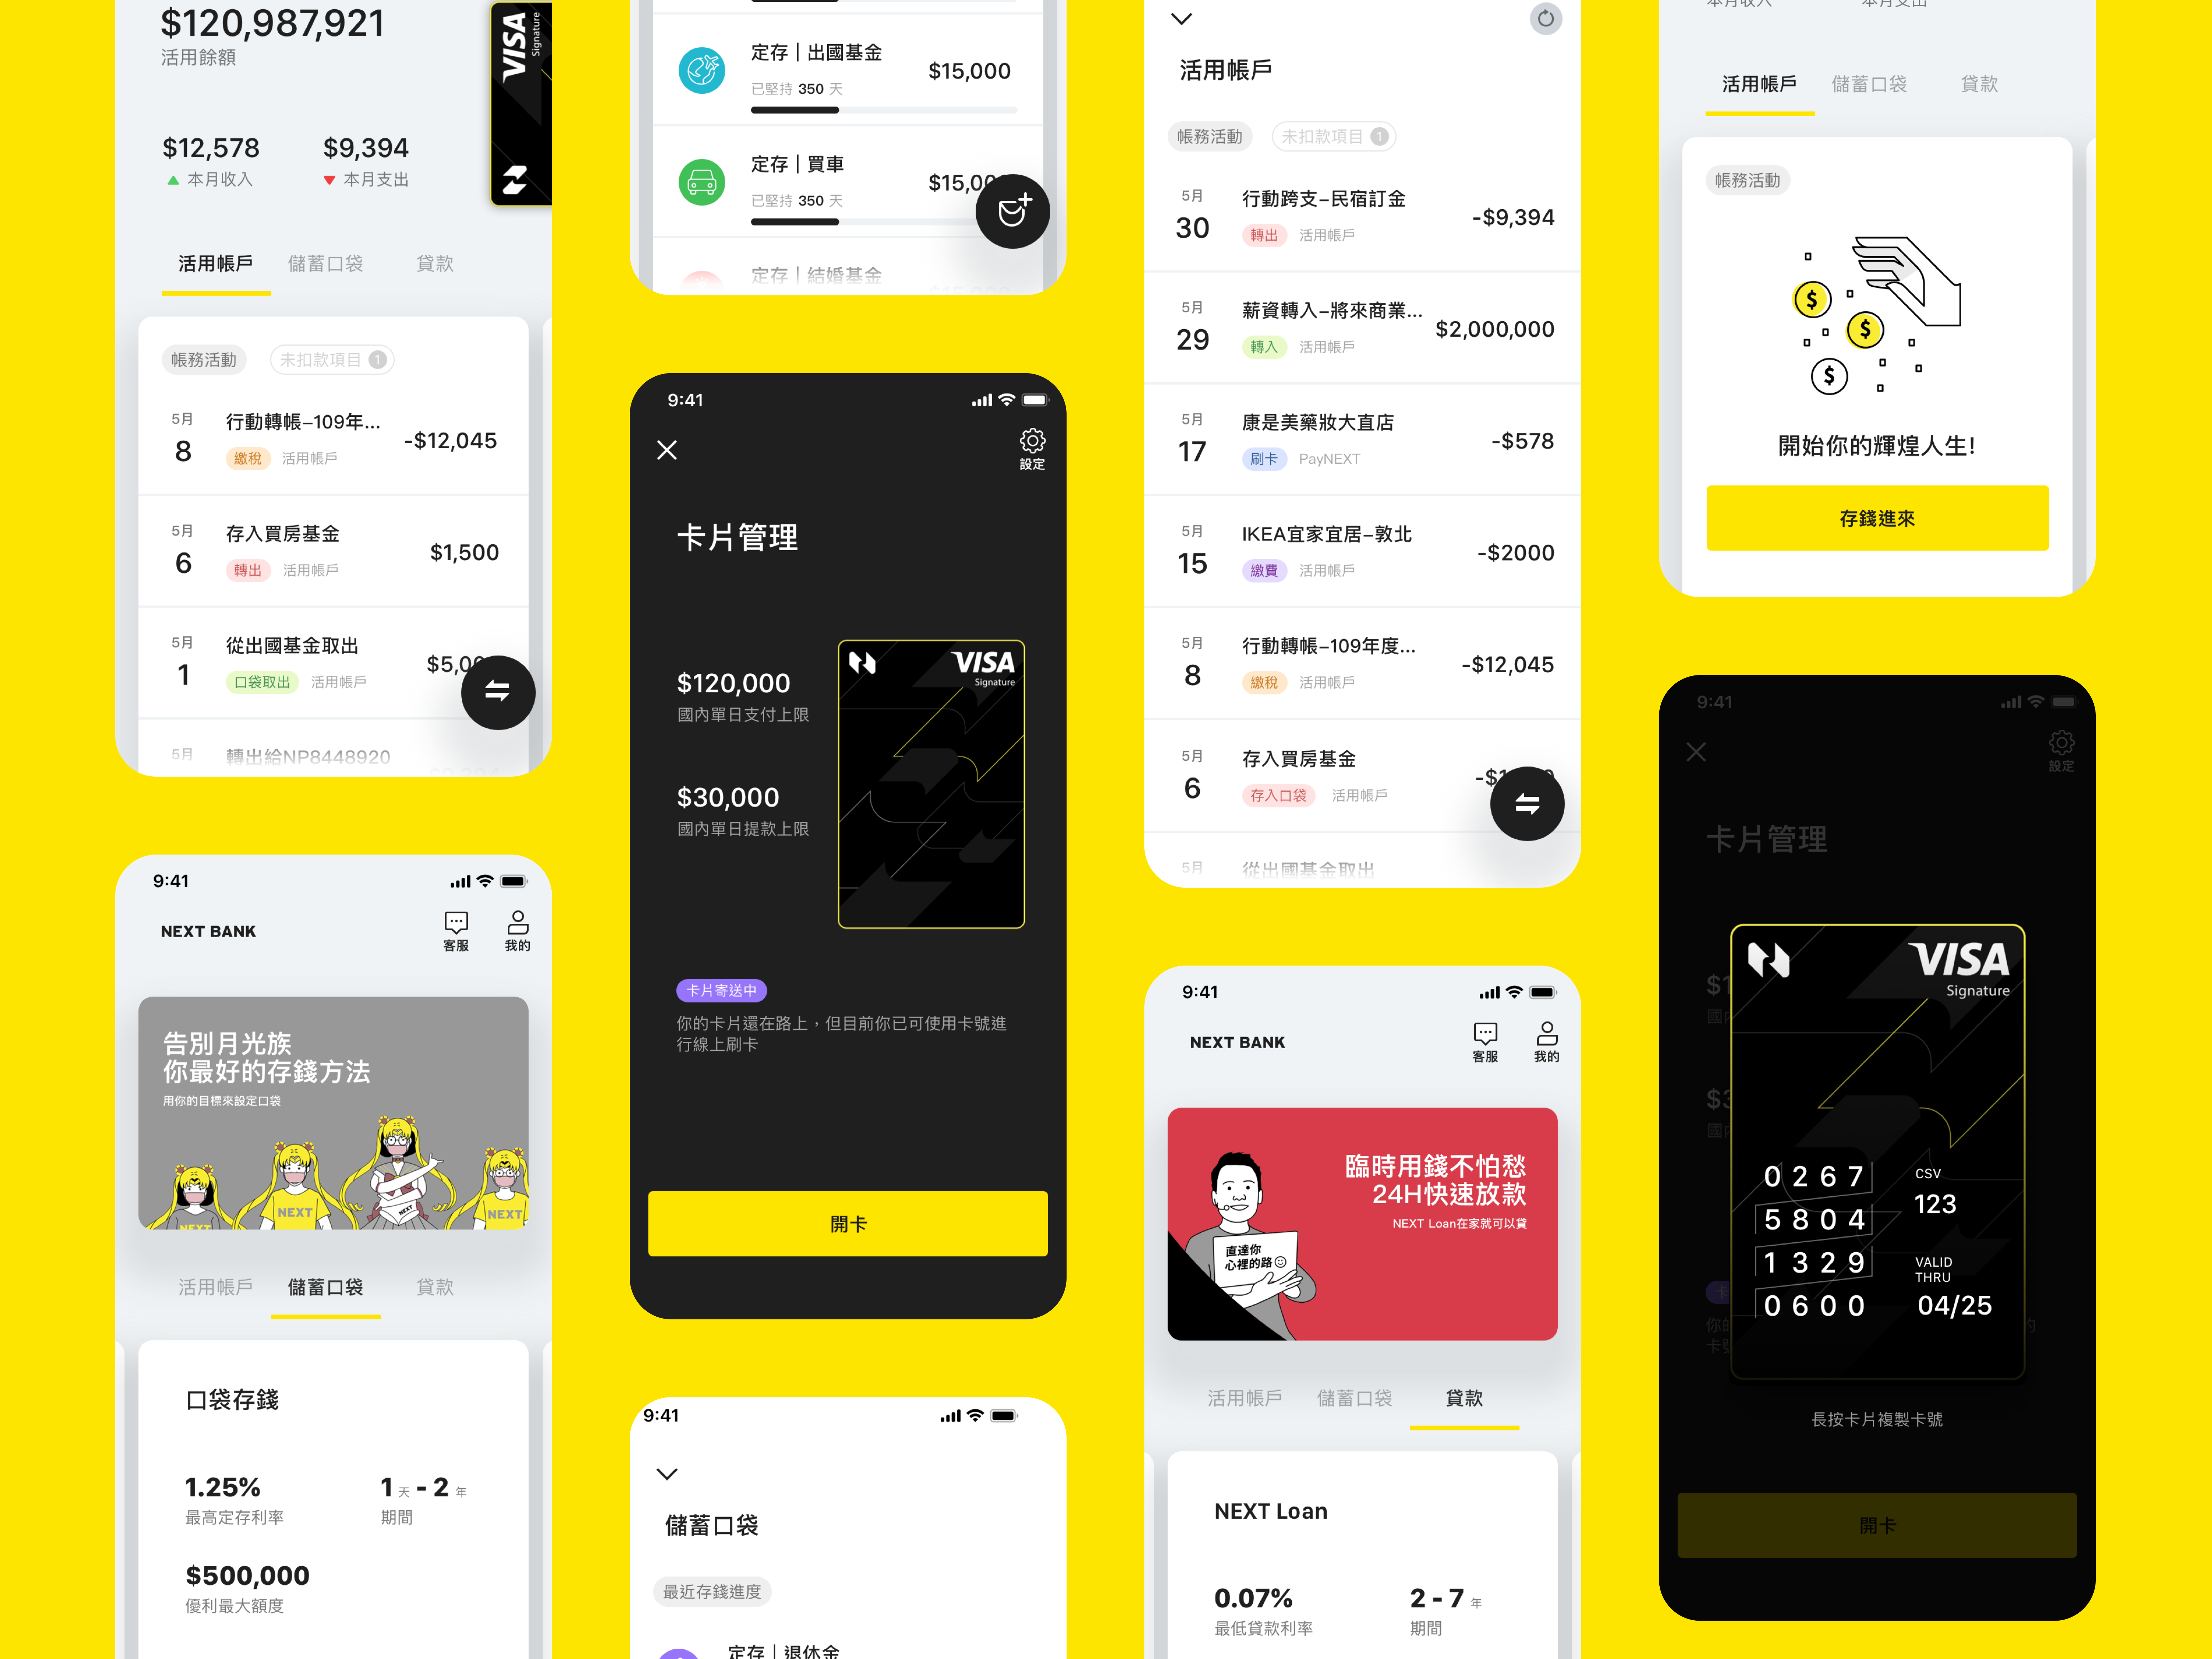 $120,987,921
活用餘額
VISA
Signature
$12,578
本月收入
$9,394
本月支出
活用帳戶
儲蓄口袋
貸款
帳務活動
未扣款項目 1
5月
8
行動轉帳–109年...
繳稅
活用帳戶
-$12,045
5月
6
存入買房基金
轉出
活用帳戶
$1,500
5月
1
從出國基金取出
口袋取出
活用帳戶
5月
轉出給NP8448920
9:41
NEXT BANK
客服
我的
告別月光族
你最好的存錢方法
用你的目標來設定口袋
NEXT
NEXT
NEXT
NEXT
活用帳戶
儲蓄口袋
貸款
口袋存錢
1.25%
最高定存利率
1 天 - 2 年
期間
$500,000
優利最大額度
定存 | 出國基金
已堅持 350 天
$15,000
定存 | 買車
已堅持 350 天
定存 | 結婚基金
9:41
設定
卡片管理
$120,000
國內單日支付上限
$30,000
國內單日提款上限
VISA
Signature
卡片寄送中
你的卡片還在路上，但目前你已可使用卡號進
行線上刷卡
開卡
9:41
儲蓄口袋
最近存錢進度
定存 | 退休金
活用帳戶
帳務活動
未扣款項目 1
5月
30
行動跨支–民宿訂金
轉出
活用帳戶
-$9,394
5月
29
薪資轉入–將來商業...
轉入
活用帳戶
$2,000,000
5月
17
康是美藥妝大直店
刷卡
PayNEXT
-$578
5月
15
IKEA宜家宜居–敦北
繳費
活用帳戶
-$2000
5月
8
行動轉帳–109年度...
繳稅
活用帳戶
-$12,045
5月
6
存入買房基金
存入口袋
活用帳戶
5月
從出國基金取出
9:41
NEXT BANK
客服
我的
臨時用錢不怕愁
24H快速放款
NEXT Loan在家就可以貸
直達你
心裡的路
活用帳戶
儲蓄口袋
貸款
NEXT Loan
0.07%
最低貸款利率
2 - 7 年
期間
本月收入
本月支出
活用帳戶
儲蓄口袋
貸款
帳務活動
開始你的輝煌人生!
存錢進來
9:41
設定
卡片管理
VISA
Signature
0267
5804
1329
0600
CSV
123
VALID
THRU
04/25
長按卡片複製卡號
開卡